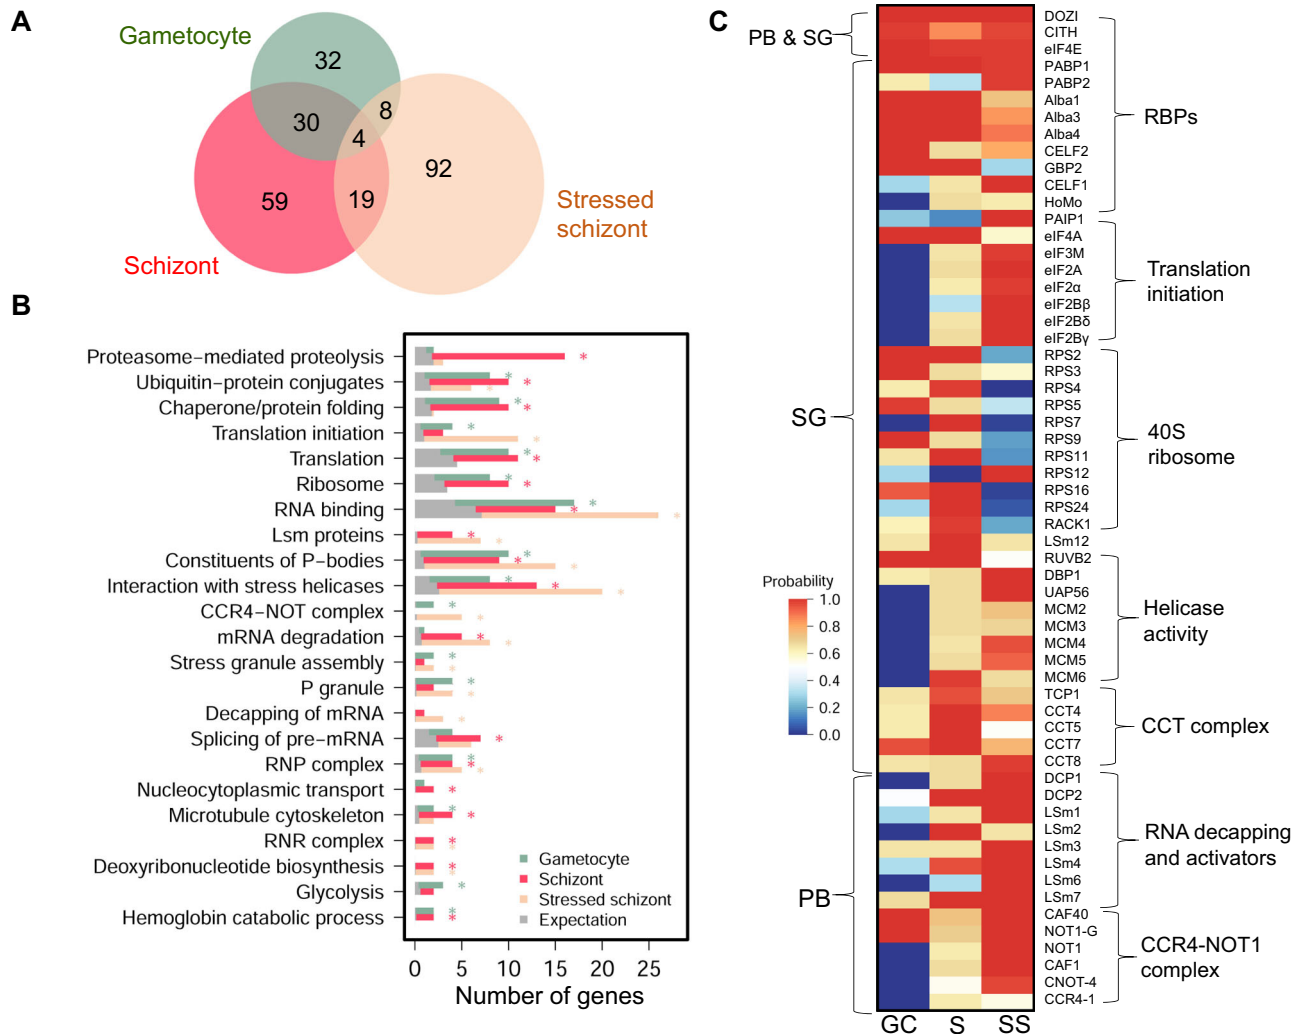 A
Gametocyte
32
30
8
4
59
19
92
Schizont
Stressed
schizont
B
Proteasome−mediated proteolysis *
Ubiquitin−protein conjugates * * *
Chaperone/protein folding * *
Translation initiation * *
Translation * *
Ribosome * *
RNA binding * * *
Lsm proteins * *
Constituents of P−bodies * * *
Interaction with stress helicases * * *
CCR4−NOT complex * *
mRNA degradation * *
Stress granule assembly * *
P granule * *
Decapping of mRNA *
Splicing of pre−mRNA *
RNP complex * * *
Nucleocytoplasmic transport *
Microtubule cytoskeleton * *
RNR complex * *
Deoxyribonucleotide biosynthesis * *
Glycolysis *
Hemoglobin catabolic process * *
Gametocyte
Schizont
Stressed schizont
Expectation
0 5 10 15 20 25
Number of genes
C
PB & SG
SG
PB
DOZI
CITH
eIF4E
PABP1
PABP2
Alba1
Alba3
Alba4
CELF2
GBP2
CELF1
HoMo
PAIP1
eIF4A
eIF3M
eIF2A
eIF2α
eIF2Bβ
eIF2Bδ
eIF2Bγ
RPS2
RPS3
RPS4
RPS5
RPS7
RPS9
RPS11
RPS12
RPS16
RPS24
RACK1
LSm12
RUVB2
DBP1
UAP56
MCM2
MCM3
MCM4
MCM5
MCM6
TCP1
CCT4
CCT5
CCT7
CCT8
DCP1
DCP2
LSm1
LSm2
LSm3
LSm4
LSm6
LSm7
CAF40
NOT1-G
NOT1
CAF1
CNOT-4
CCR4-1
RBPs
Translation
initiation
40S
ribosome
Helicase
activity
CCT complex
RNA decapping
and activators
CCR4-NOT1
complex
Probability
1.0
0.8
0.6
0.4
0.2
0.0
GC S SS